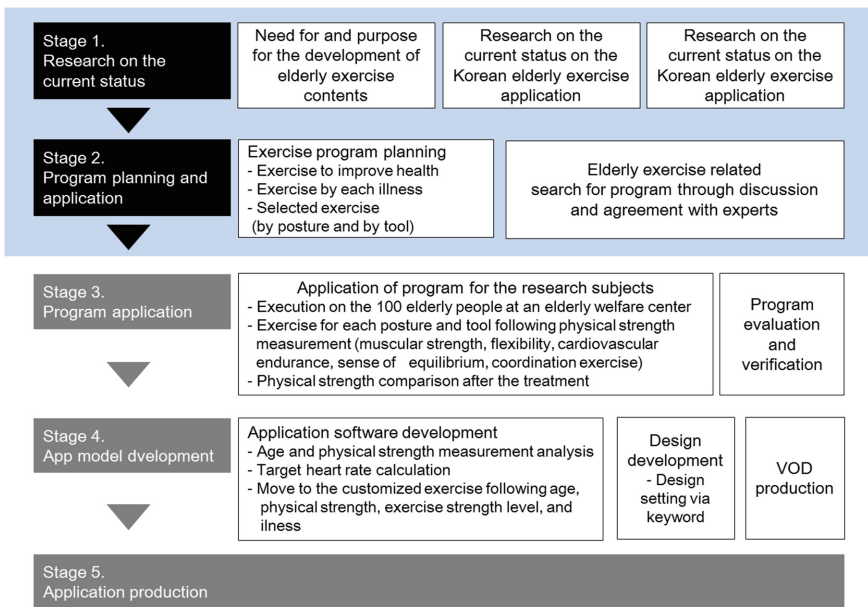 Stage 1.
Research on the
current status
Need for and purpose
for the development of
elderly exercise
contents
Research on the
current status on the
Korean elderly exercise
application
Research on the
current status on the
Korean elderly exercise
application
Stage 2.
Program planning and
application
Exercise program planning
- Exercise to improve health
- Exercise by each illness
- Selected exercise
(by posture and by tool)
Elderly exercise related
search for program through discussion
and agreement with experts
Stage 3.
Program application
Application of program for the research subjects
- Execution on the 100 elderly people at an elderly welfare center
- Exercise for each posture and tool following physical strength
measurement (muscular strength, flexibility, cardiovascular
endurance, sense of equilibrium, coordination exercise)
- Physical strength comparison after the treatment
Program
evaluation
and
verification
Stage 4.
App model dvelopment
Application software development
- Age and physical strength measurement analysis
- Target heart rate calculation
- Move to the customized exercise following age,
physical strength, exercise strength level, and
ilness
Design
development
- Design
setting via
keyword
VOD
production
Stage 5.
Application production